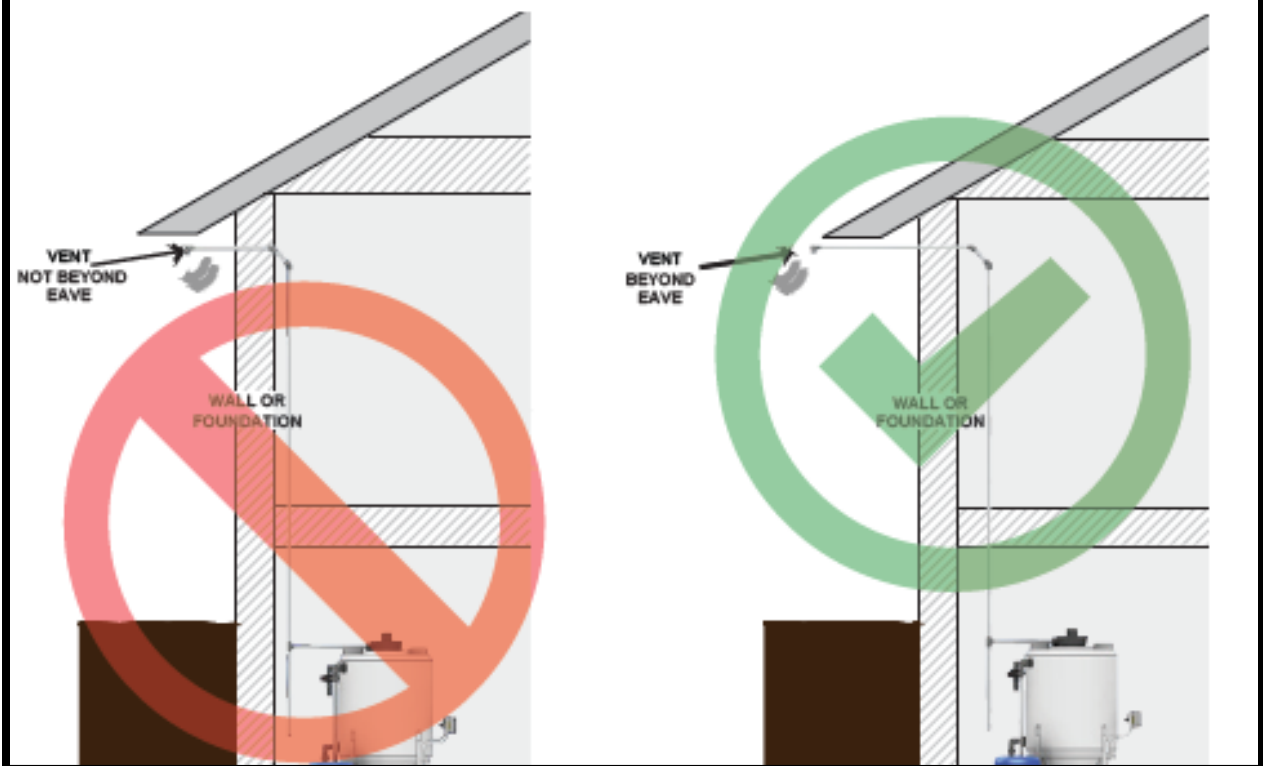 VENT
NOT BEYOND
EAVE
WALL OR
FOUNDATION
VENT
BEYOND
EAVE
WALL OR
FOUNDATION